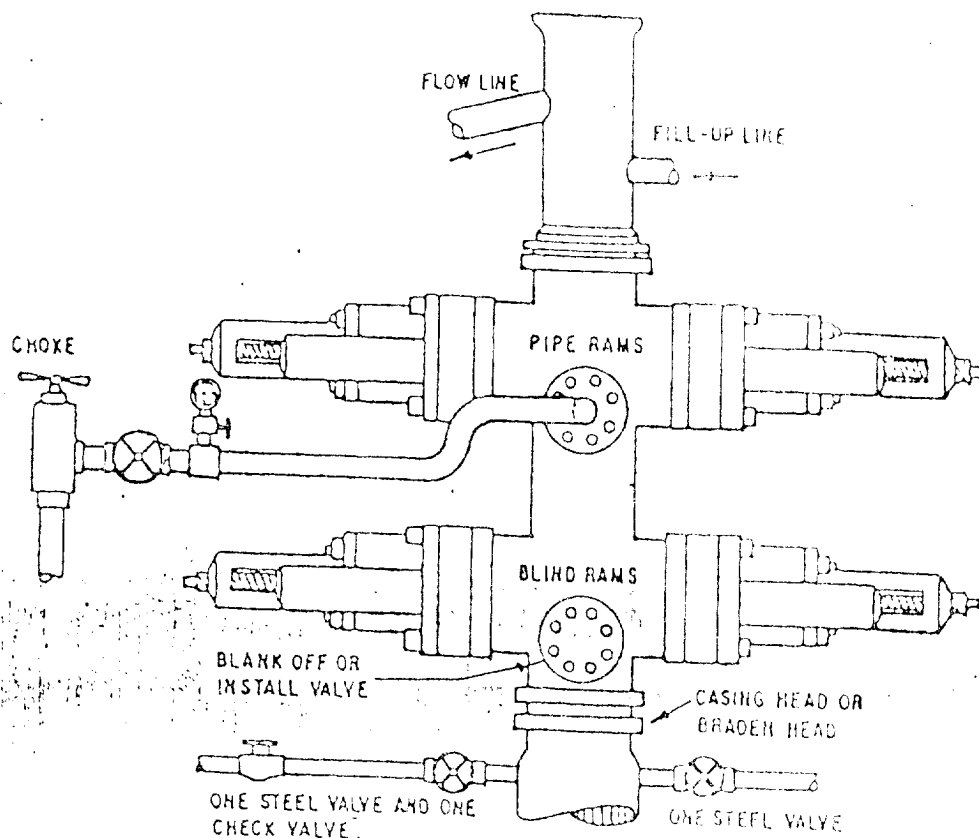 FLOW LINE
FILL-UP LINE
CHOKE
PIPE RAMS
BLIND RAMS
BLANK OFF OR
INSTALL VALVE
CASING HEAD OR
BRADEN HEAD
ONE STEEL VALVE AND ONE
CHECK VALVE.
ONE STEEL VALVE